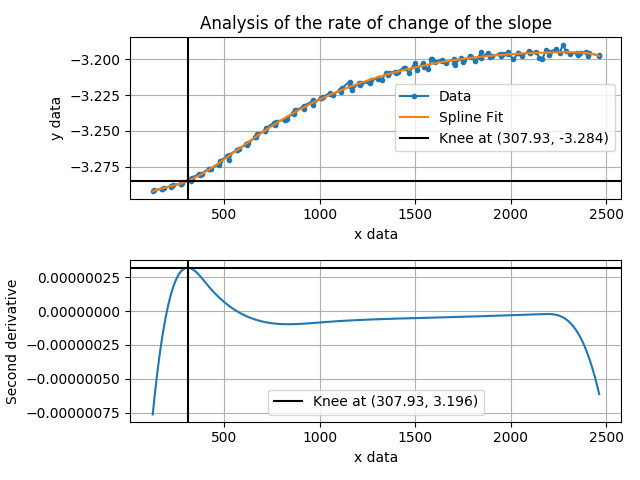 Analysis of the rate of change of the slope
−3.200
−3.225
−3.250
−3.275
y data
Data
Spline Fit
Knee at (307.93, -3.284)
500
1000
1500
2000
2500
x data
0.00000025
0.00000000
−0.00000025
−0.00000050
−0.00000075
Second derivative
Knee at (307.93, 3.196)
500
1000
1500
2000
2500
x data